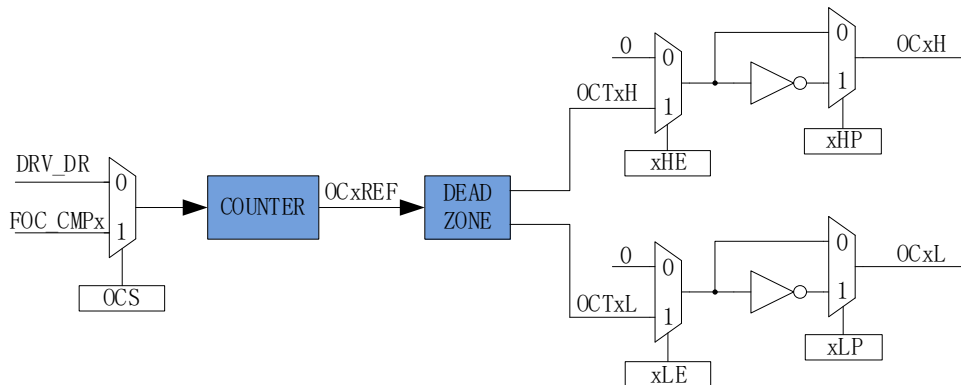 0
0
OCxH
OCTxH
1
1
xHE
xHP
DRV_DR
0
FOC_CMPx
1
OCS
COUNTER
OCxREF
DEAD
ZONE
0
0
OCxL
OCTxL
1
1
xLE
xLP
0
0